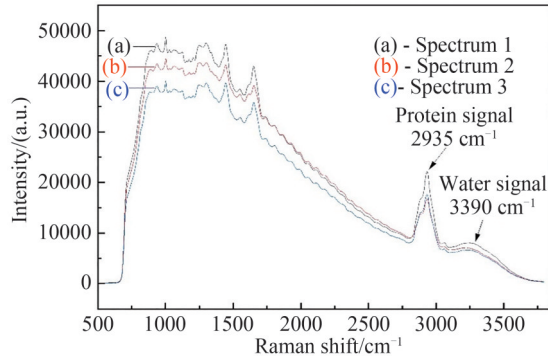 50000
40000
30000
20000
10000
0
Intensity/(a.u.)
(a)
(b)
(c)
(a) - Spectrum 1
(b) - Spectrum 2
(c)- Spectrum 3
Protein signal
2935 cm⁻¹
Water signal
3390 cm⁻¹
500 1000 1500 2000 2500 3000 3500
Raman shift/cm⁻¹